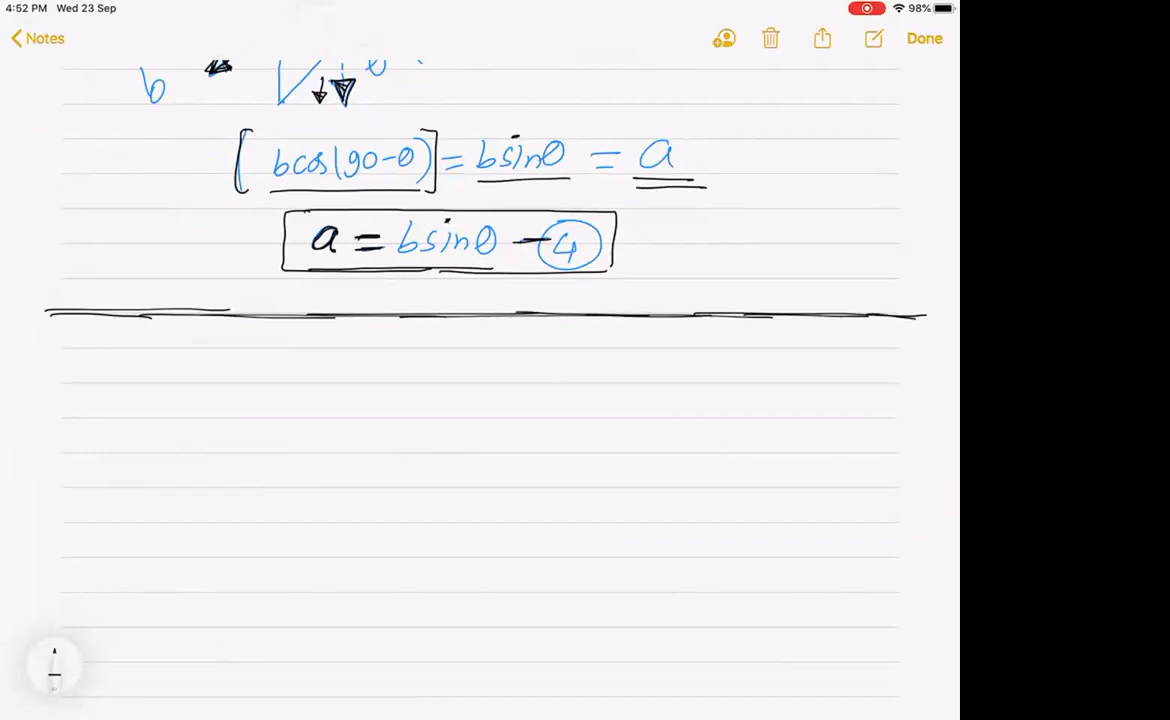 4:52 PM Wed 23 Sep 98%
Notes Done
b θ
[bcos(90-θ)] = bsinθ = a
a = bsinθ - 4